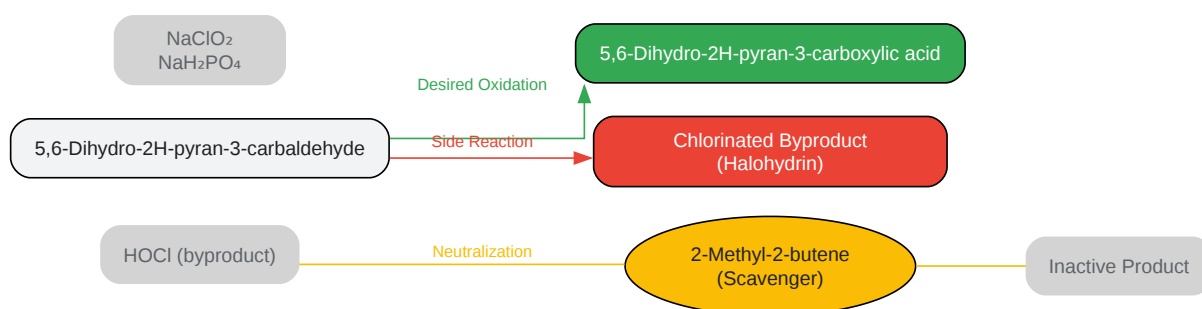 NaClO₂
NaH₂PO₄
5,6-Dihydro-2H-pyran-3-carboxylic acid
Desired Oxidation
5,6-Dihydro-2H-pyran-3-carbaldehyde
Side Reaction
Chlorinated Byproduct
(Halohydrin)
HOCl (byproduct)
Neutralization
2-Methyl-2-butene
(Scavenger)
Inactive Product